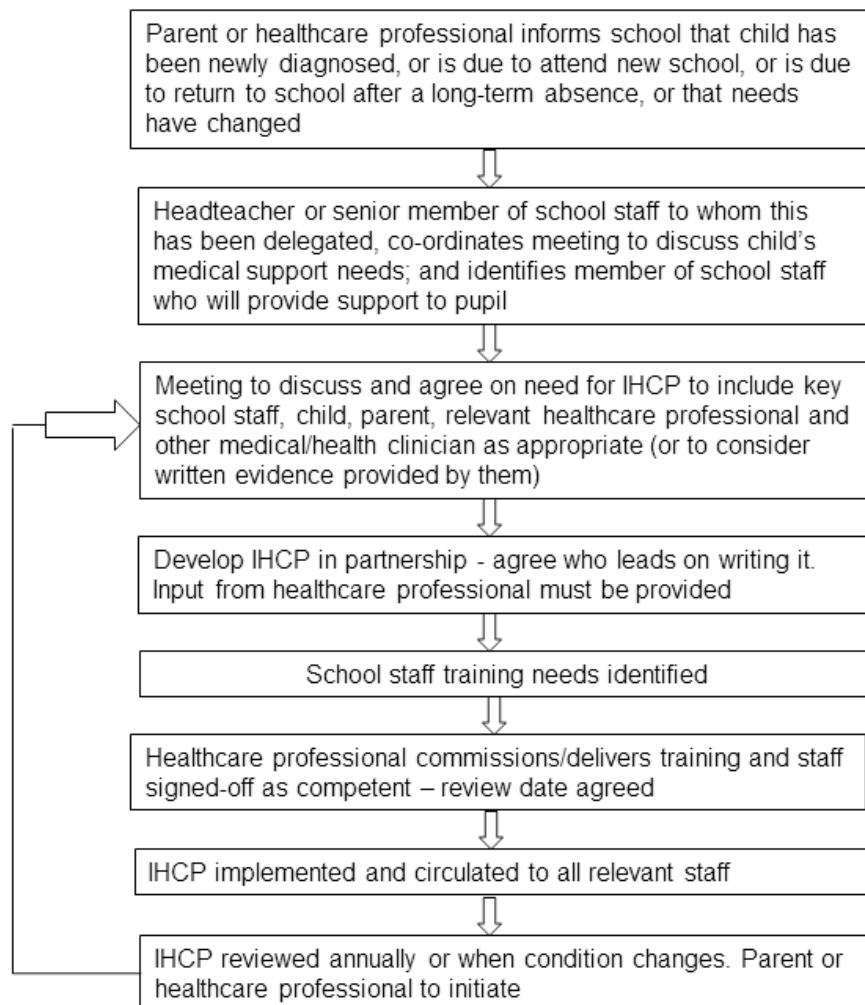 Parent or healthcare professional informs school that child has
been newly diagnosed, or is due to attend new school, or is due
to return to school after a long-term absence, or that needs
have changed
Headteacher or senior member of school staff to whom this
has been delegated, co-ordinates meeting to discuss child's
medical support needs; and identifies member of school staff
who will provide support to pupil
Meeting to discuss and agree on need for IHCP to include key
school staff, child, parent, relevant healthcare professional and
other medical/health clinician as appropriate (or to consider
written evidence provided by them)
Develop IHCP in partnership - agree who leads on writing it.
Input from healthcare professional must be provided
School staff training needs identified
Healthcare professional commissions/delivers training and staff
signed-off as competent – review date agreed
IHCP implemented and circulated to all relevant staff
IHCP reviewed annually or when condition changes. Parent or
healthcare professional to initiate